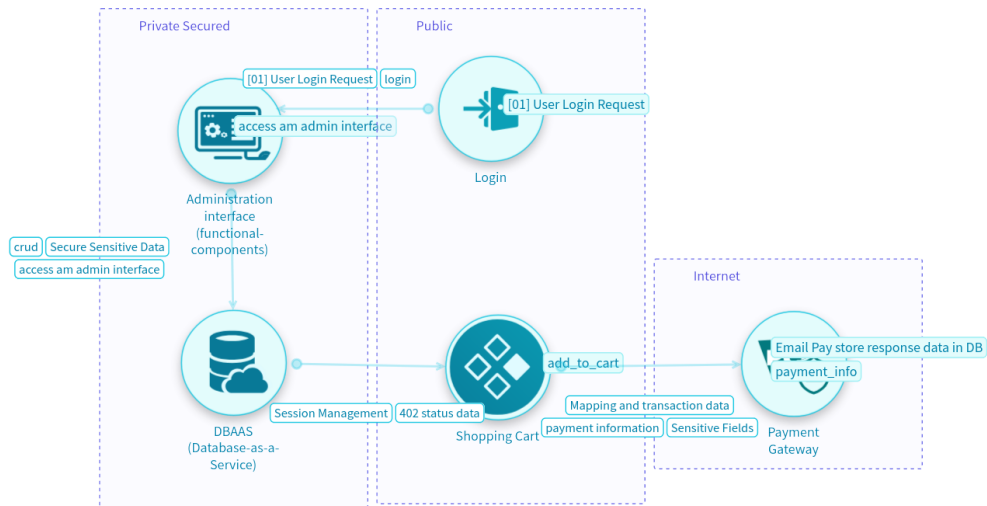 Private Secured
Public
[01] User Login Request
login
[01] User Login Request
access am admin interface
Login
Administration
interface
(functional-
components)
crud
Secure Sensitive Data
access am admin interface
Internet
Email Pay store response data in DB
add_to_cart
payment_info
Session Management
402 status data
Mapping and transaction data
payment information
Sensitive Fields
DBAAS
(Database-as-a-
Service)
Shopping Cart
Payment
Gateway